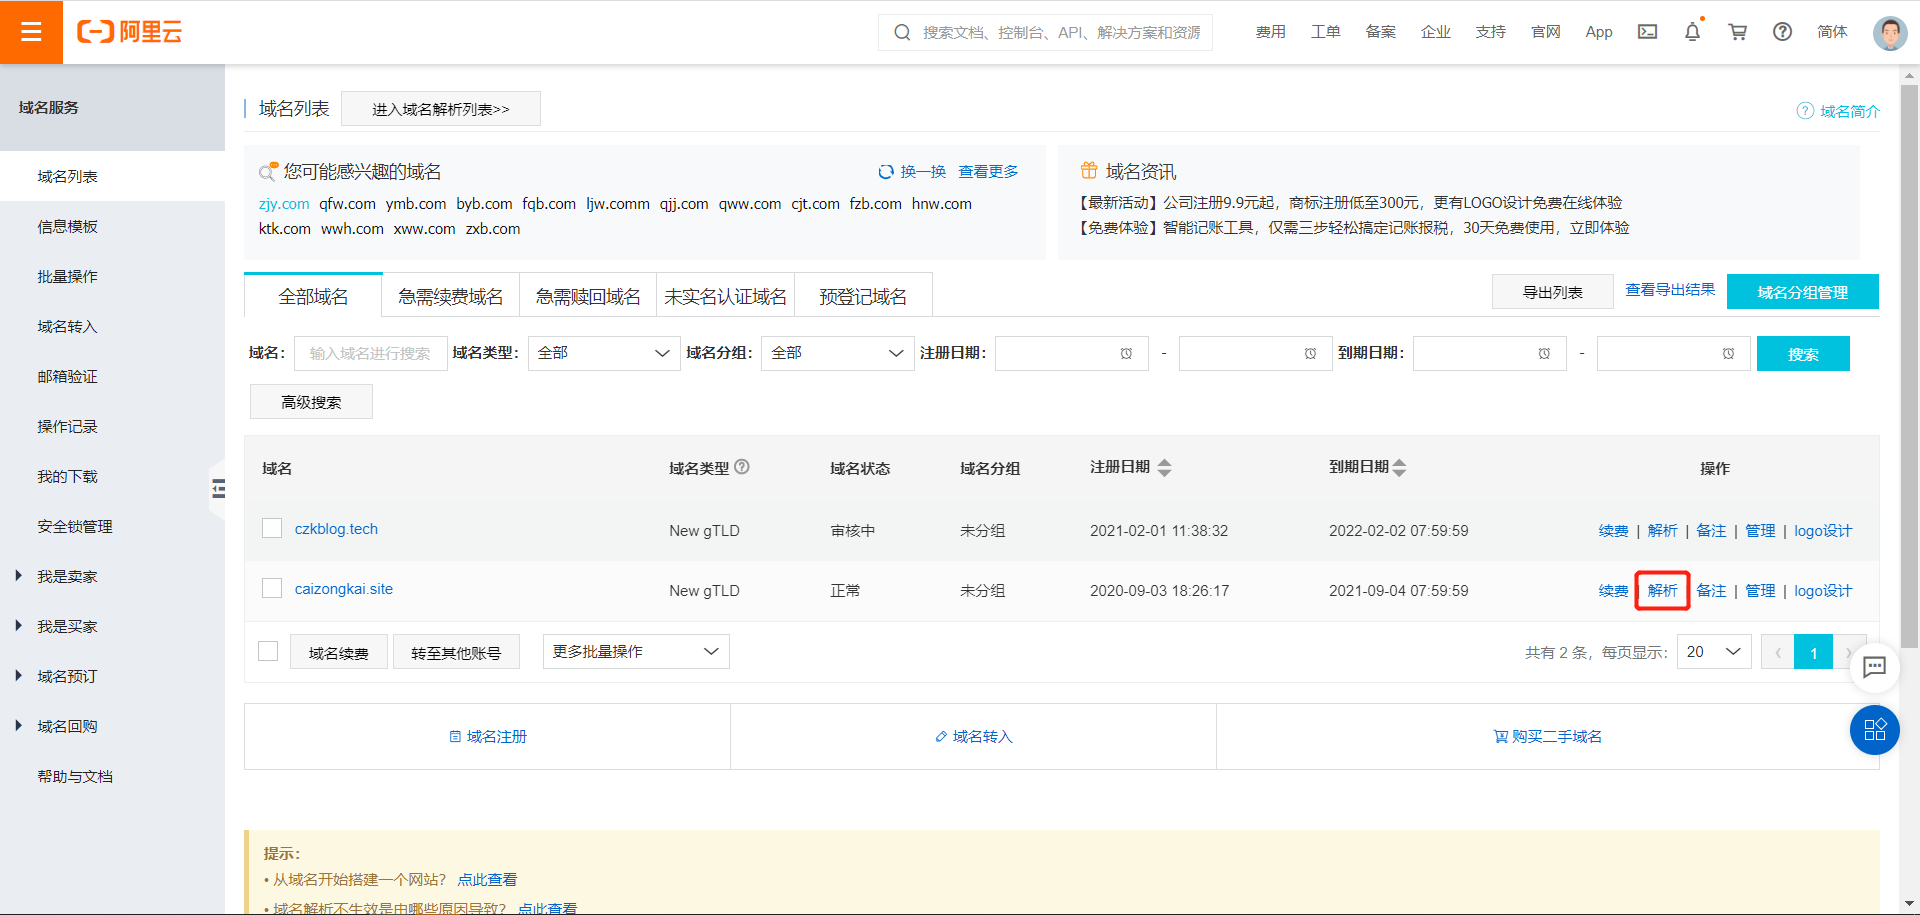 阿里云
搜索文档、控制台、API、解决方案和资源
费用 工单 备案 企业 支持 官网 App 简体
域名服务
域名列表
信息模板
批量操作
域名转入
邮箱验证
操作记录
我的下载
安全锁管理
我是卖家
我是买家
域名预订
域名回购
帮助与文档
域名列表 进入域名解析列表>> 域名简介
您可能感兴趣的域名 换一换 查看更多
zjy.com qfw.com ymb.com byb.com fqb.com ljw.comm qjj.com qww.com cjt.com fzb.com hnw.com
ktk.com wwh.com xww.com zxb.com
域名资讯
【最新活动】公司注册9.9元起，商标注册低至300元，更有LOGO设计免费在线体验
【免费体验】智能记账工具，仅需三步轻松搞定记账报税，30天免费使用，立即体验
全部域名 急需续费域名 急需赎回域名 未实名认证域名 预登记域名 导出列表 查看导出结果 域名分组管理
域名： 输入域名进行搜索 域名类型： 全部 域名分组： 全部 注册日期： - 到期日期： - 搜索
高级搜索
域名 域名类型 域名状态 域名分组 注册日期 到期日期 操作
czkblog.tech New gTLD 审核中 未分组 2021-02-01 11:38:32 2022-02-02 07:59:59 续费 | 解析 | 备注 | 管理 | logo设计
caizongkai.site New gTLD 正常 未分组 2020-09-03 18:26:17 2021-09-04 07:59:59 续费 | 解析 备注 | 管理 | logo设计
域名续费 转至其他账号 更多批量操作 共有 2 条，每页显示： 20 1
域名注册 域名转入 购买二手域名
提示：
• 从域名开始搭建一个网站？ 点此查看
• 域名解析不生效是由哪些原因导致？ 点此查看